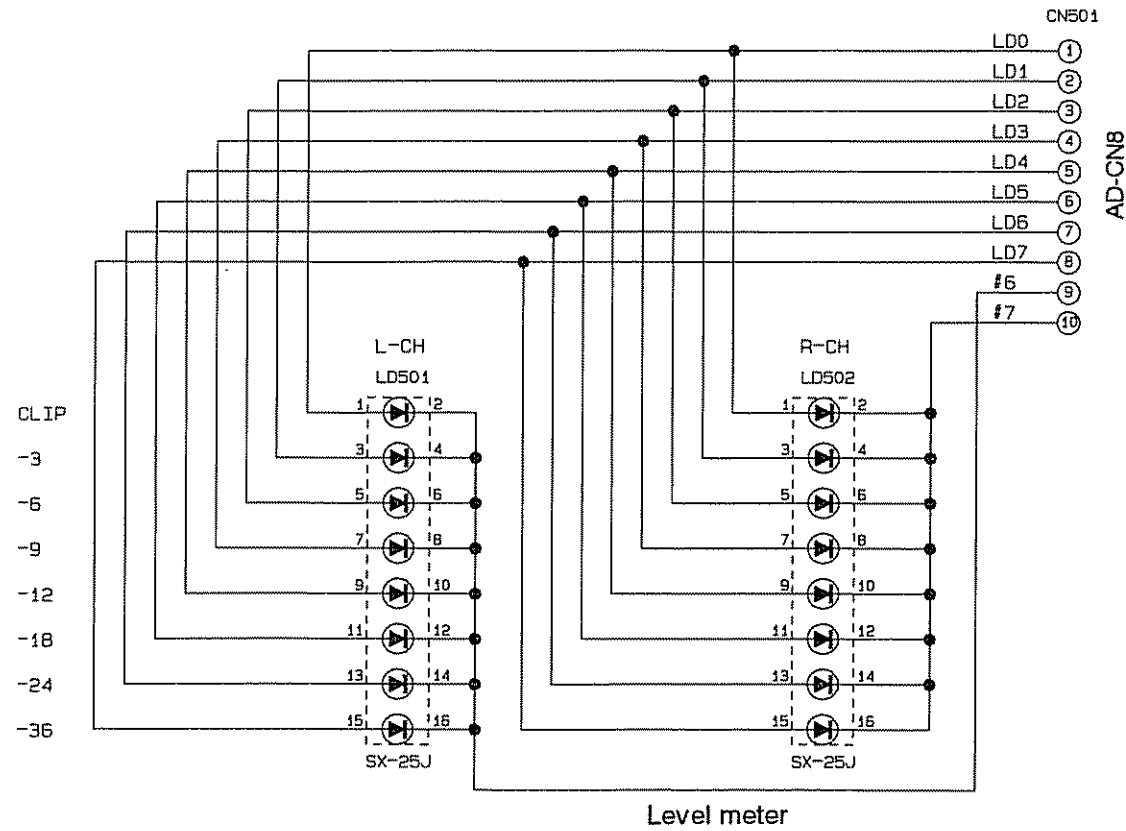 CN501
LD0 1
LD1 2
LD2 3
LD3 4
LD4 5
LD5 6
LD6 7
LD7 8
#6 9
#7 10
AD-CN8
L-CH R-CH
LD501 LD502
CLIP 1 2 1 2
-3 3 4 3 4
-6 5 6 5 6
-9 7 8 7 8
-12 9 10 9 10
-18 11 12 11 12
-24 13 14 13 14
-36 15 16 15 16
SX-25J SX-25J
Level meter